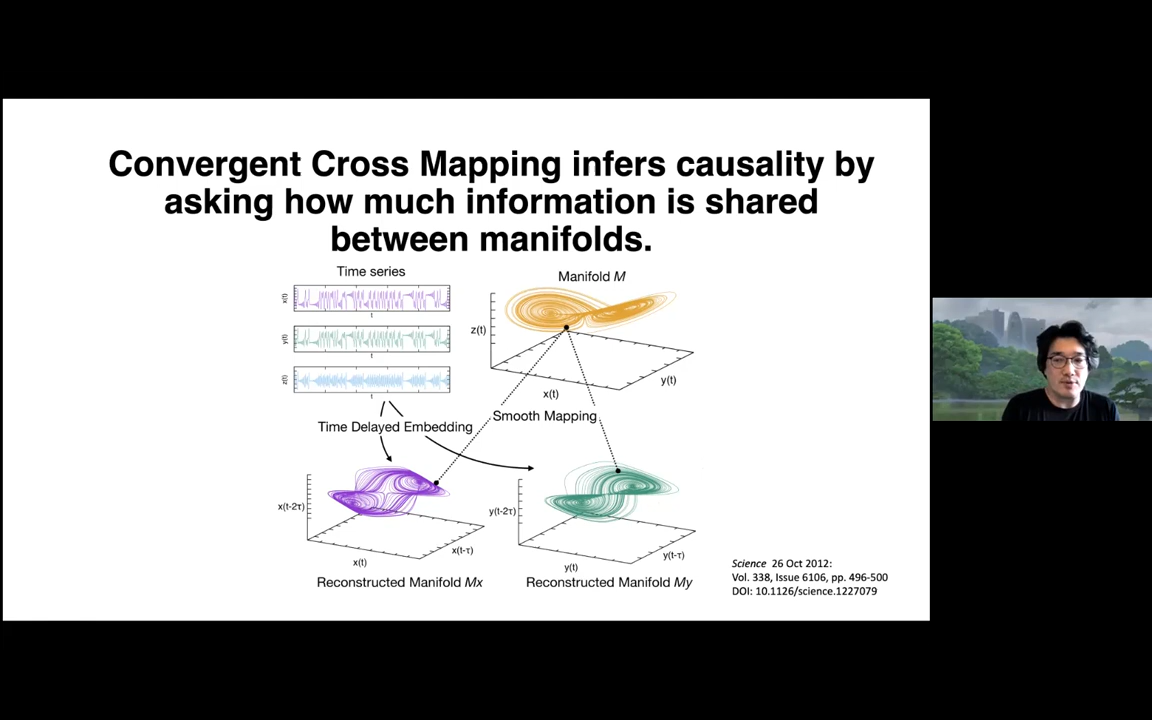 Convergent Cross Mapping infers causality by
asking how much information is shared
between manifolds.
Time series
x(t)
t
y(t)
t
z(t)
t
Manifold M
z(t)
x(t)
y(t)
Time Delayed Embedding
Smooth Mapping
x(t-2τ)
x(t)
x(t-τ)
Reconstructed Manifold Mx
y(t-2τ)
y(t)
y(t-τ)
Reconstructed Manifold My
Science 26 Oct 2012:
Vol. 338, Issue 6106, pp. 496-500
DOI: 10.1126/science.1227079